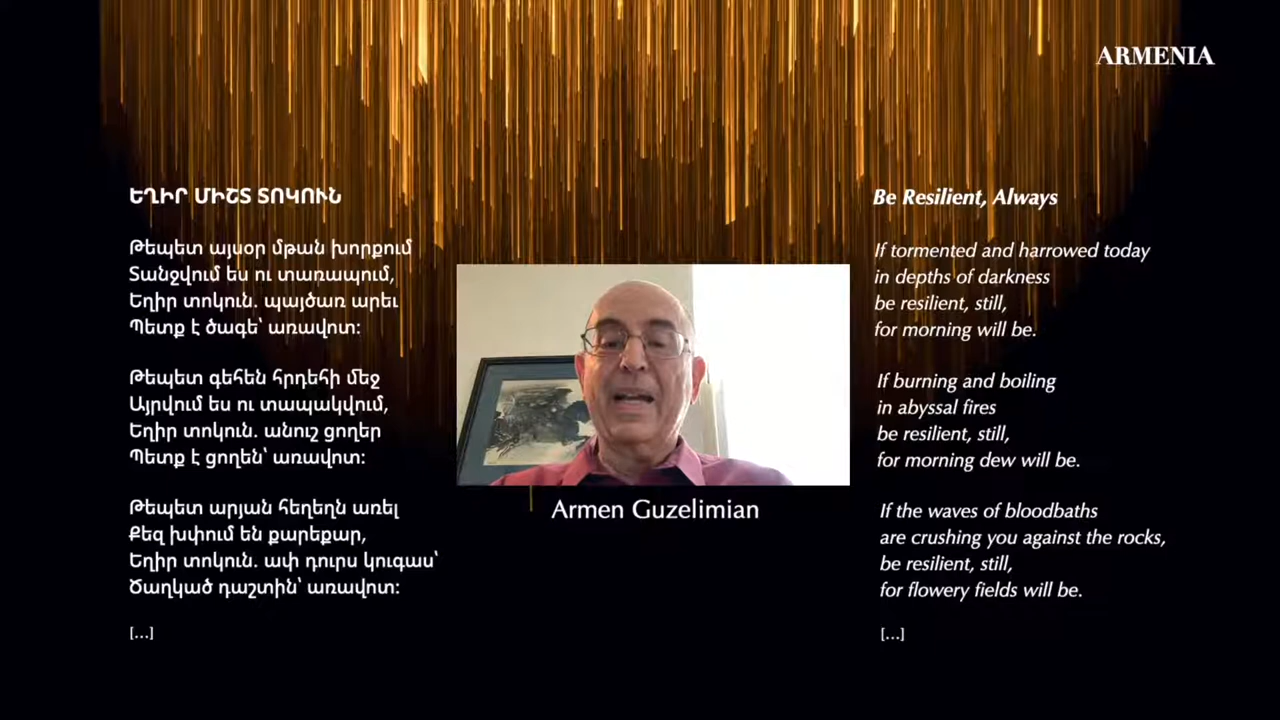 ARMENIA
ԵՂԻՐ ՄԻՇՏ ՏՈԿՈՒՆ
Թեպետ այսօր մթան խորքում
Տանջվում ես ու տառապում,
Եղիր տոկուն. պայծառ արեւ
Պետք է ծագե՝ առավոտ:
Թեպետ գեհեն հրդեհի մեջ
Այրվում ես ու տապակվում,
Եղիր տոկուն. անուշ ցողեր
Պետք է ցողեն՝ առավոտ:
Թեպետ արյան հեղեղն առել
Քեզ խփում են քարեքար,
Եղիր տոկուն. ափ դուրս կուգաս՝
Ծաղկած դաշտին՝ առավոտ:
[...]
Armen Guzelimian
Be Resilient, Always
If tormented and harrowed today
in depths of darkness
be resilient, still,
for morning will be.
If burning and boiling
in abyssal fires
be resilient, still,
for morning dew will be.
If the waves of bloodbaths
are crushing you against the rocks,
be resilient, still,
for flowery fields will be.
[...]